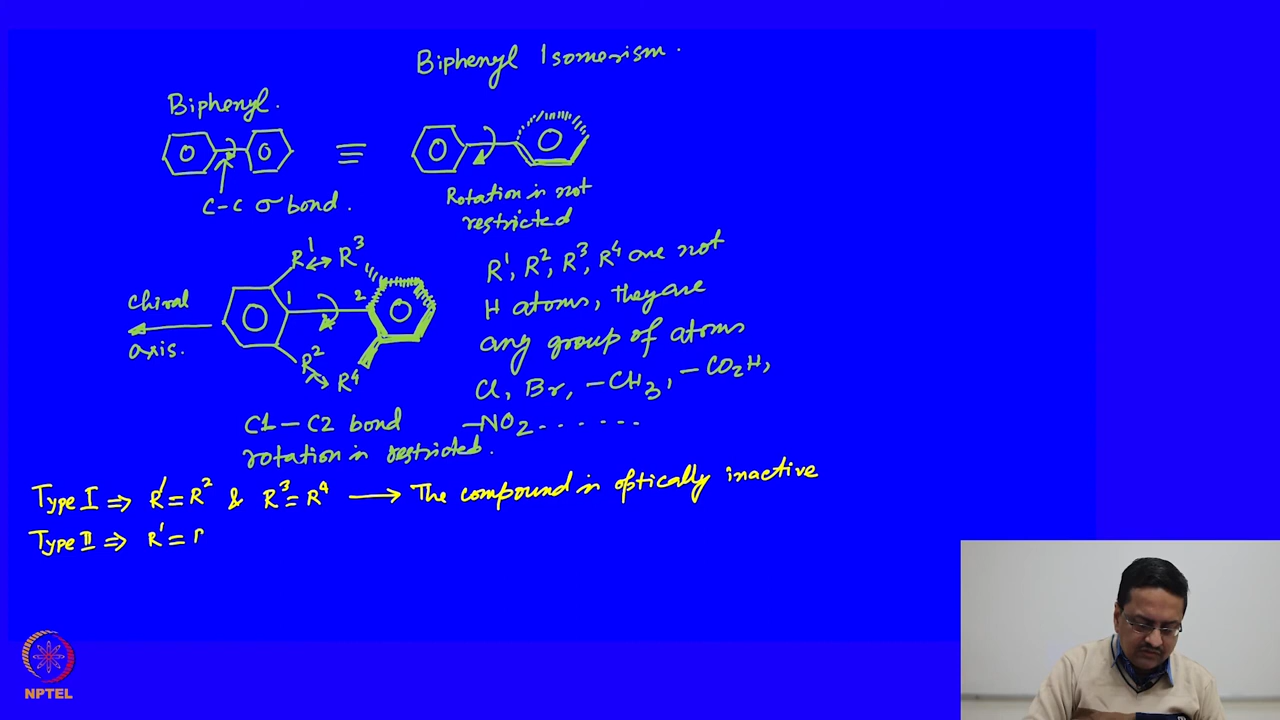 Biphenyl Isomerism.
Biphenyl.
C-C σ bond.
≡
Rotation is not
restricted
R¹ R³
1 2
R² R⁴
chiral
axis.
C1-C2 bond
rotation is restricted.
R¹, R², R³, R⁴ are not
H atoms, they are
any group of atoms
Cl, Br, -CH3, -CO2H,
-NO2......
Type I ⇒ R¹=R² & R³=R⁴ → The compound is optically inactive
Type II ⇒ R¹=
NPTEL